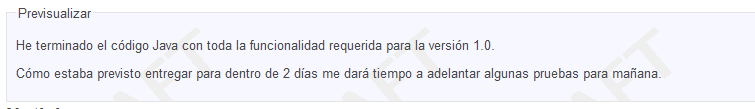 Previsualizar
He terminado el código Java con toda la funcionalidad requerida para la versión 1.0.
Cómo estaba previsto entregar para dentro de 2 días me dará tiempo a adelantar algunas pruebas para mañana.